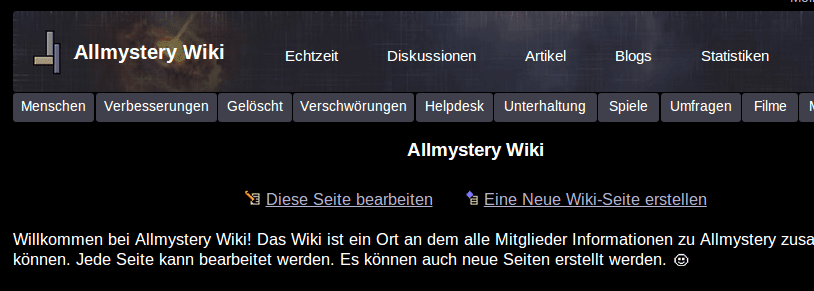 Allmystery Wiki
Echtzeit Diskussionen Artikel Blogs Statistiken
Menschen Verbesserungen Gelöscht Verschwörungen Helpdesk Unterhaltung Spiele Umfragen Filme
Allmystery Wiki
Diese Seite bearbeiten Eine Neue Wiki-Seite erstellen
Willkommen bei Allmystery Wiki! Das Wiki ist ein Ort an dem alle Mitglieder Informationen zu Allmystery
können. Jede Seite kann bearbeitet werden. Es können auch neue Seiten erstellt werden.